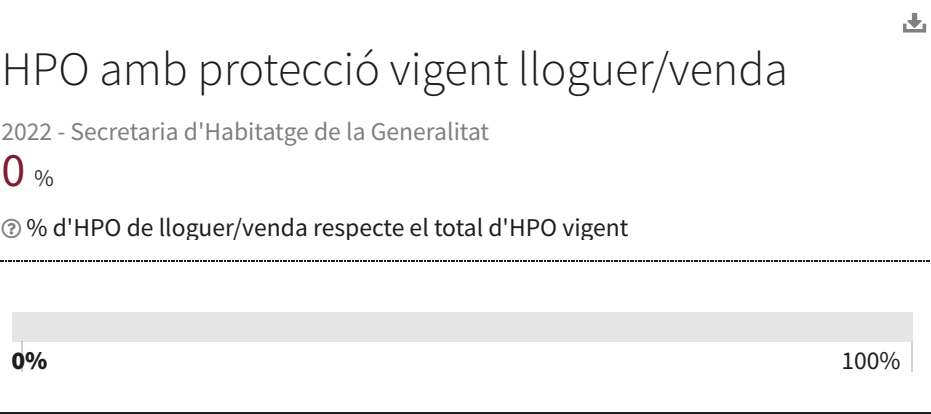 HPO amb protecció vigent lloguer/venda
2022 - Secretaria d'Habitatge de la Generalitat
0 %
% d'HPO de lloguer/venda respecte el total d'HPO vigent
0% 100%